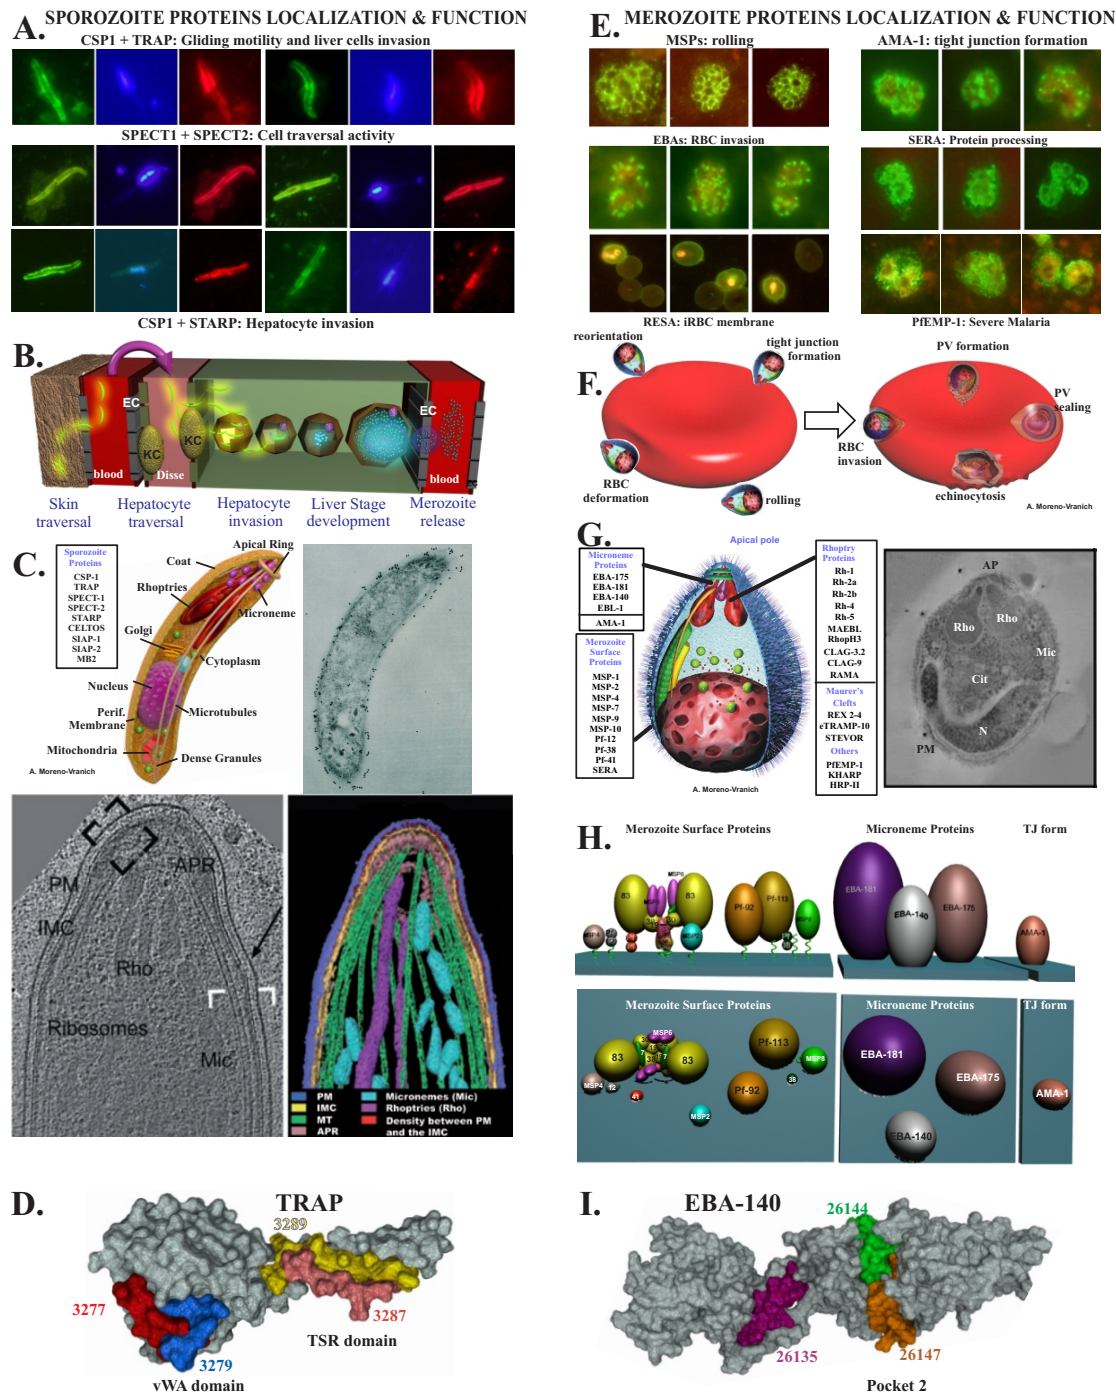 SPOROZOITE PROTEINS LOCALIZATION & FUNCTION
A.
CSP1 + TRAP: Gliding motility and liver cells invasion
SPECT1 + SPECT2: Cell traversal activity
CSP1 + STARP: Hepatocyte invasion
B.
EC
KC
KC
EC
blood
Disse
blood
Skin
traversal
Hepatocyte
traversal
Hepatocyte
invasion
Liver Stage
development
Merozoite
release
C.
Sporozoite
Proteins
CSP-1
TRAP
SPECT-1
SPECT-2
STARP
CELTOS
SIAP-1
SIAP-2
MB2
Apical Ring
Coat
Rhoptries
Microneme
Golgi
Cytoplasm
Nucleus
Microtubules
Perif.
Membrane
Mitochondria
Dense Granules
A. Moreno-Vranich
APR
PM
IMC
Rho
Ribosomes
Mic
PM
IMC
MT
APR
Micronemes (Mic)
Rhoptries (Rho)
Density between PM
and the IMC
D.
TRAP
3289
3277
3287
3279
TSR domain
vWA domain
MEROZOITE PROTEINS LOCALIZATION & FUNCTION
E.
MSPs: rolling
AMA-1: tight junction formation
EBAs: RBC invasion
SERA: Protein processing
RESA: iRBC membrane
PfEMP-1: Severe Malaria
F.
reorientation
tight junction
formation
RBC
deformation
rolling
PV formation
PV
sealing
RBC
invasion
echinocytosis
A. Moreno-Vranich
G.
Apical pole
Microneme
Proteins
EBA-175
EBA-181
EBA-140
EBL-1
AMA-1
Merozoite
Surface
Proteins
MSP-1
MSP-2
MSP-4
MSP-7
MSP-9
MSP-10
Pf-12
Pf-38
Pf-41
SERA
Rhoptry
Proteins
Rh-1
Rh-2a
Rh-2b
Rh-4
Rh-5
MAEBL
RhopH3
CLAG-3.2
CLAG-9
RAMA
Maurer's
Clefts
REX 2-4
eTRAMP-10
STEVOR
Others
PfEMP-1
KHARP
HRP-II
A. Moreno-Vranich
AP
Rho
Rho
Mic
Cit
N
PM
H.
Merozoite Surface Proteins
Microneme Proteins
TJ form
83
MSP6
83
MSP4
MSP2
Pf-92
Pf-113
MSP8
EBA-181
EBA-140
EBA-175
AMA-1
Merozoite Surface Proteins
Microneme Proteins
TJ form
MSP6
83
7
38
7
83
MSP4
12
41
MSP2
Pf-113
Pf-92
MSP8
38
EBA-181
EBA-175
EBA-140
AMA-1
I.
EBA-140
26144
26135
26147
Pocket 2